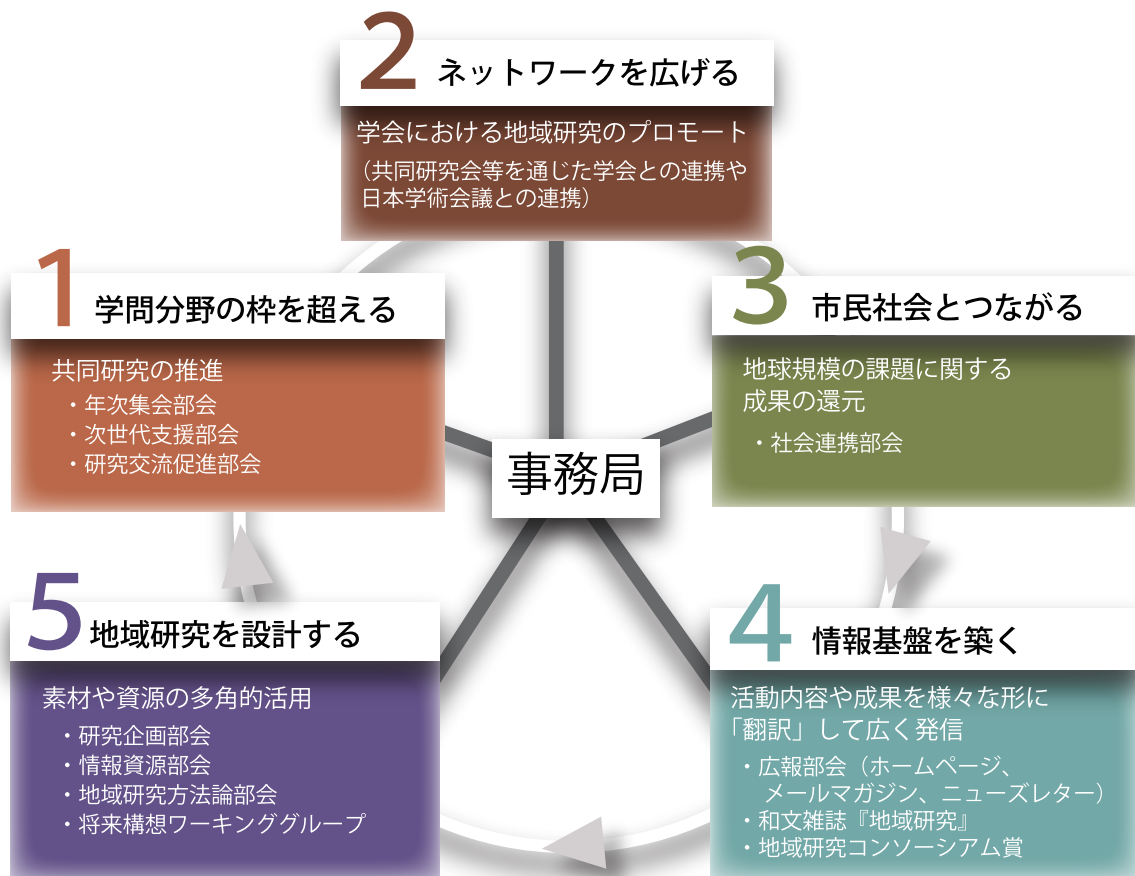 2 ネットワークを広げる
学会における地域研究のプロモート
（共同研究会等を通じた学会との連携や
日本学術会議との連携）
1 学問分野の枠を超える
共同研究の推進
・年次集会部会
・次世代支援部会
・研究交流促進部会
3 市民社会とつながる
地球規模の課題に関する
成果の還元
・社会連携部会
事務局
5 地域研究を設計する
素材や資源の多角的活用
・研究企画部会
・情報資源部会
・地域研究方法論部会
・将来構想ワーキンググループ
4 情報基盤を築く
活動内容や成果を様々な形に
「翻訳」して広く発信
・広報部会（ホームページ、
メールマガジン、ニューズレター）
・和文雑誌『地域研究』
・地域研究コンソーシアム賞